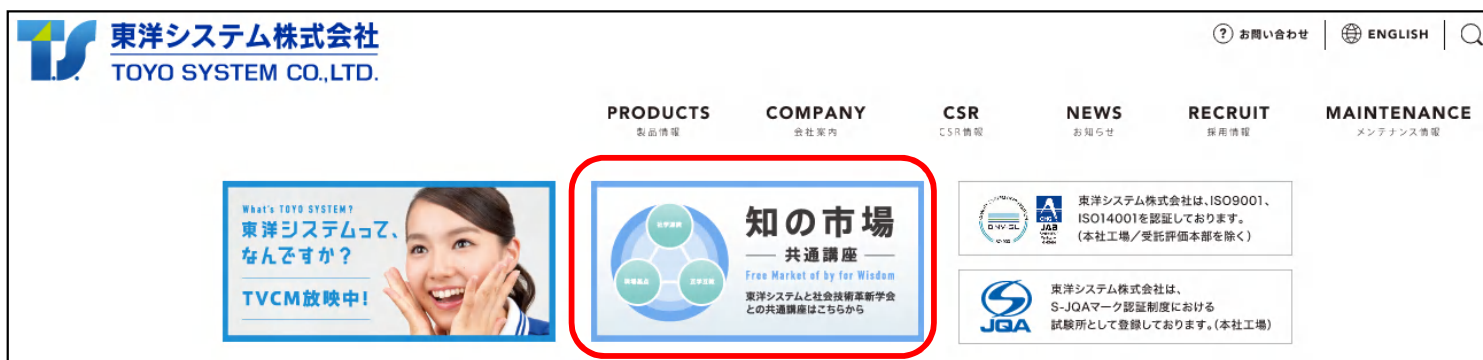 T.S.
東洋システム株式会社
TOYO SYSTEM CO.,LTD.
? お問い合わせ
ENGLISH
PRODUCTS
製品情報
COMPANY
会社案内
CSR
CSR情報
NEWS
お知らせ
RECRUIT
採用情報
MAINTENANCE
メンテナンス情報
What's TOYO SYSTEM?
東洋システムって、
なんですか?
TVCM放映中!
知の市場
共通講座
Free Market of by for Wisdom
東洋システムと社会技術革新学会
との共通講座はこちらから
DNV·GL
JAB
東洋システム株式会社は、ISO9001、
ISO14001を認証しております。
(本社工場/受託評価本部を除く)
JQA
東洋システム株式会社は、
S-JQAマーク認証制度における
試験所として登録しております。(本社工場)